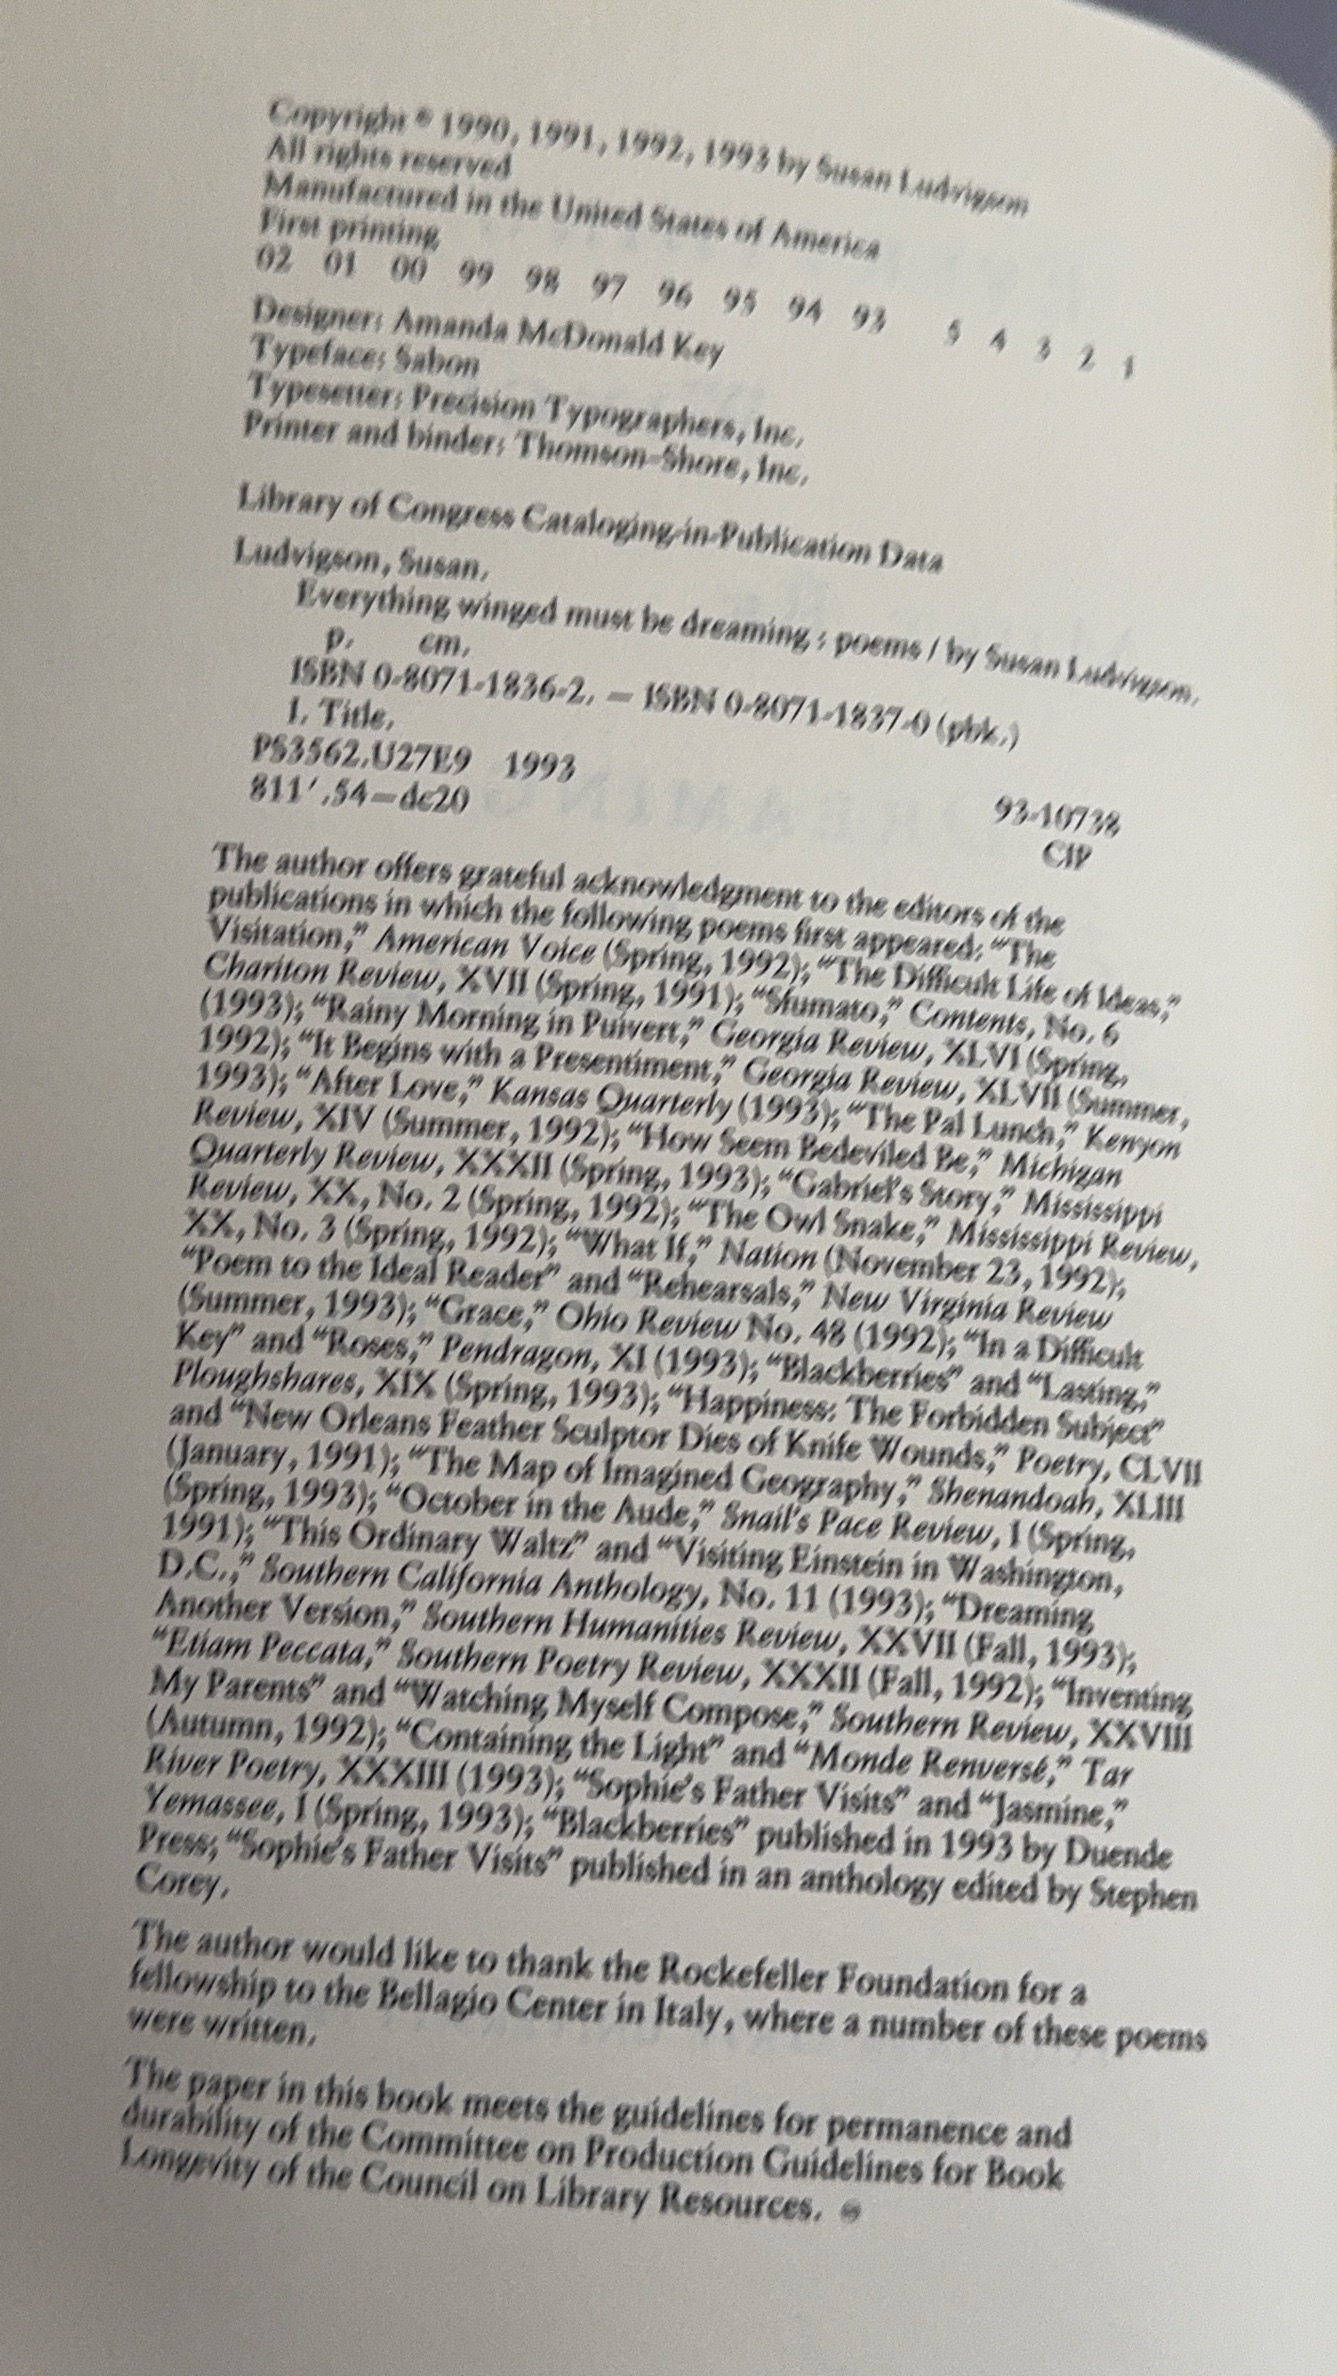 Copyright © 1990, 1991, 1992, 1993 by Susan Ludvigson
All rights reserved
Manufactured in the United States of America
First printing
02 01 00 99 98 97 96 95 94 93 5 4 3 2 1
Designer: Amanda McDonald Key
Typeface: Sabon
Typesetter: Precision Typographers, Inc.
Printer and binder: Thomson-Shore, Inc.
Library of Congress Cataloging-in-Publication Data
Ludvigson, Susan.
Everything winged must be dreaming : poems / by Susan Ludvigson.
p. cm.
ISBN 0-8071-1836-2. — ISBN 0-8071-1837-0 (pbk.)
I. Title.
PS3562.U27E9 1993
811'.54—dc20 93-10738
CIP
The author offers grateful acknowledgment to the editors of the
publications in which the following poems first appeared: “The
Visitation,” American Voice (Spring, 1992); “The Difficult Life of Ideas,”
Chariton Review, XVII (Spring, 1991); “Sfumato,” Contents, No. 6
(1993); “Rainy Morning in Puivert,” Georgia Review, XLVI (Spring,
1992); “It Begins with a Presentiment,” Georgia Review, XLVII (Summer,
1993); “After Love,” Kansas Quarterly (1993); “The Pal Lunch,” Kenyon
Review, XIV (Summer, 1992); “How Seem Bedeviled Be,” Michigan
Quarterly Review, XXXII (Spring, 1993); “Gabriel's Story,” Mississippi
Review, XX, No. 2 (Spring, 1992); “The Owl Snake,” Mississippi Review,
XX, No. 3 (Spring, 1992); “What If,” Nation (November 23, 1992);
“Poem to the Ideal Reader” and “Rehearsals,” New Virginia Review
(Summer, 1993); “Grace,” Ohio Review No. 48 (1992); “In a Difficult
Key” and “Roses,” Pendragon, XI (1993); “Blackberries” and “Lasting,”
Ploughshares, XIX (Spring, 1993); “Happiness: The Forbidden Subject”
and “New Orleans Feather Sculptor Dies of Knife Wounds,” Poetry, CLVII
(January, 1991); “The Map of Imagined Geography,” Shenandoah, XLIII
(Spring, 1993); “October in the Aude,” Snail's Pace Review, I (Spring,
1991); “This Ordinary Waltz” and “Visiting Einstein in Washington,
D.C.,” Southern California Anthology, No. 11 (1993); “Dreaming
Another Version,” Southern Humanities Review, XXVII (Fall, 1993);
“Etiam Peccata,” Southern Poetry Review, XXXII (Fall, 1992); “Inventing
My Parents” and “Watching Myself Compose,” Southern Review, XXVIII
(Autumn, 1992); “Containing the Light” and “Monde Renversé,” Tar
River Poetry, XXXIII (1993); “Sophie's Father Visits” and “Jasmine,”
Yemassee, I (Spring, 1993); “Blackberries” published in 1993 by Duende
Press; “Sophie's Father Visits” published in an anthology edited by Stephen
Corey.
The author would like to thank the Rockefeller Foundation for a
fellowship to the Bellagio Center in Italy, where a number of these poems
were written.
The paper in this book meets the guidelines for permanence and
durability of the Committee on Production Guidelines for Book
Longevity of the Council on Library Resources. ∞